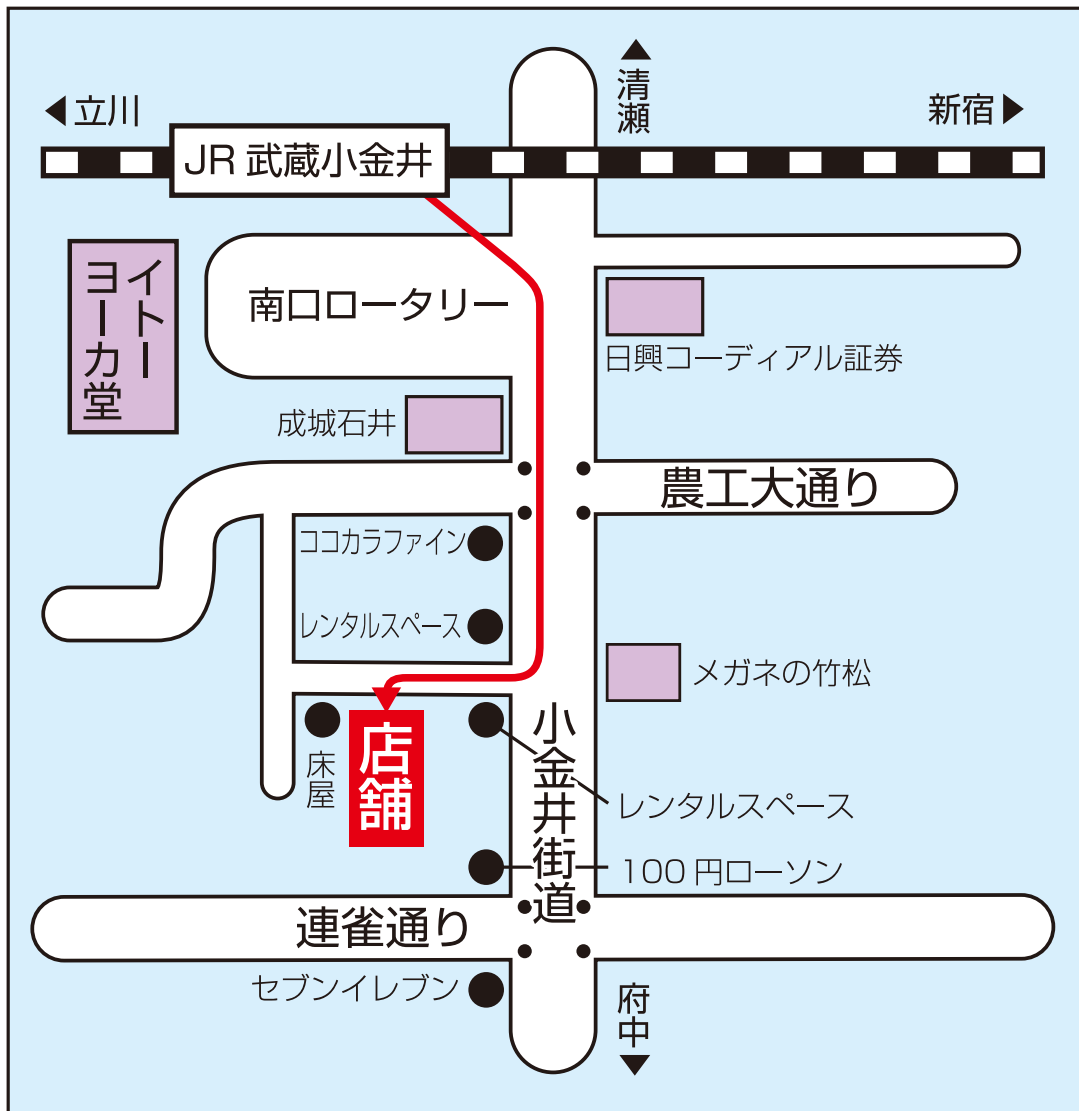 清瀬
立川
新宿
JR 武蔵小金井
イトー
ヨーカ堂
南口ロータリー
日興コーディアル証券
成城石井
農工大通り
ココカラファイン
レンタルスペース
メガネの竹松
小金井街道
店舗
床屋
レンタルスペース
100 円ローソン
連雀通り
セブンイレブン
府中